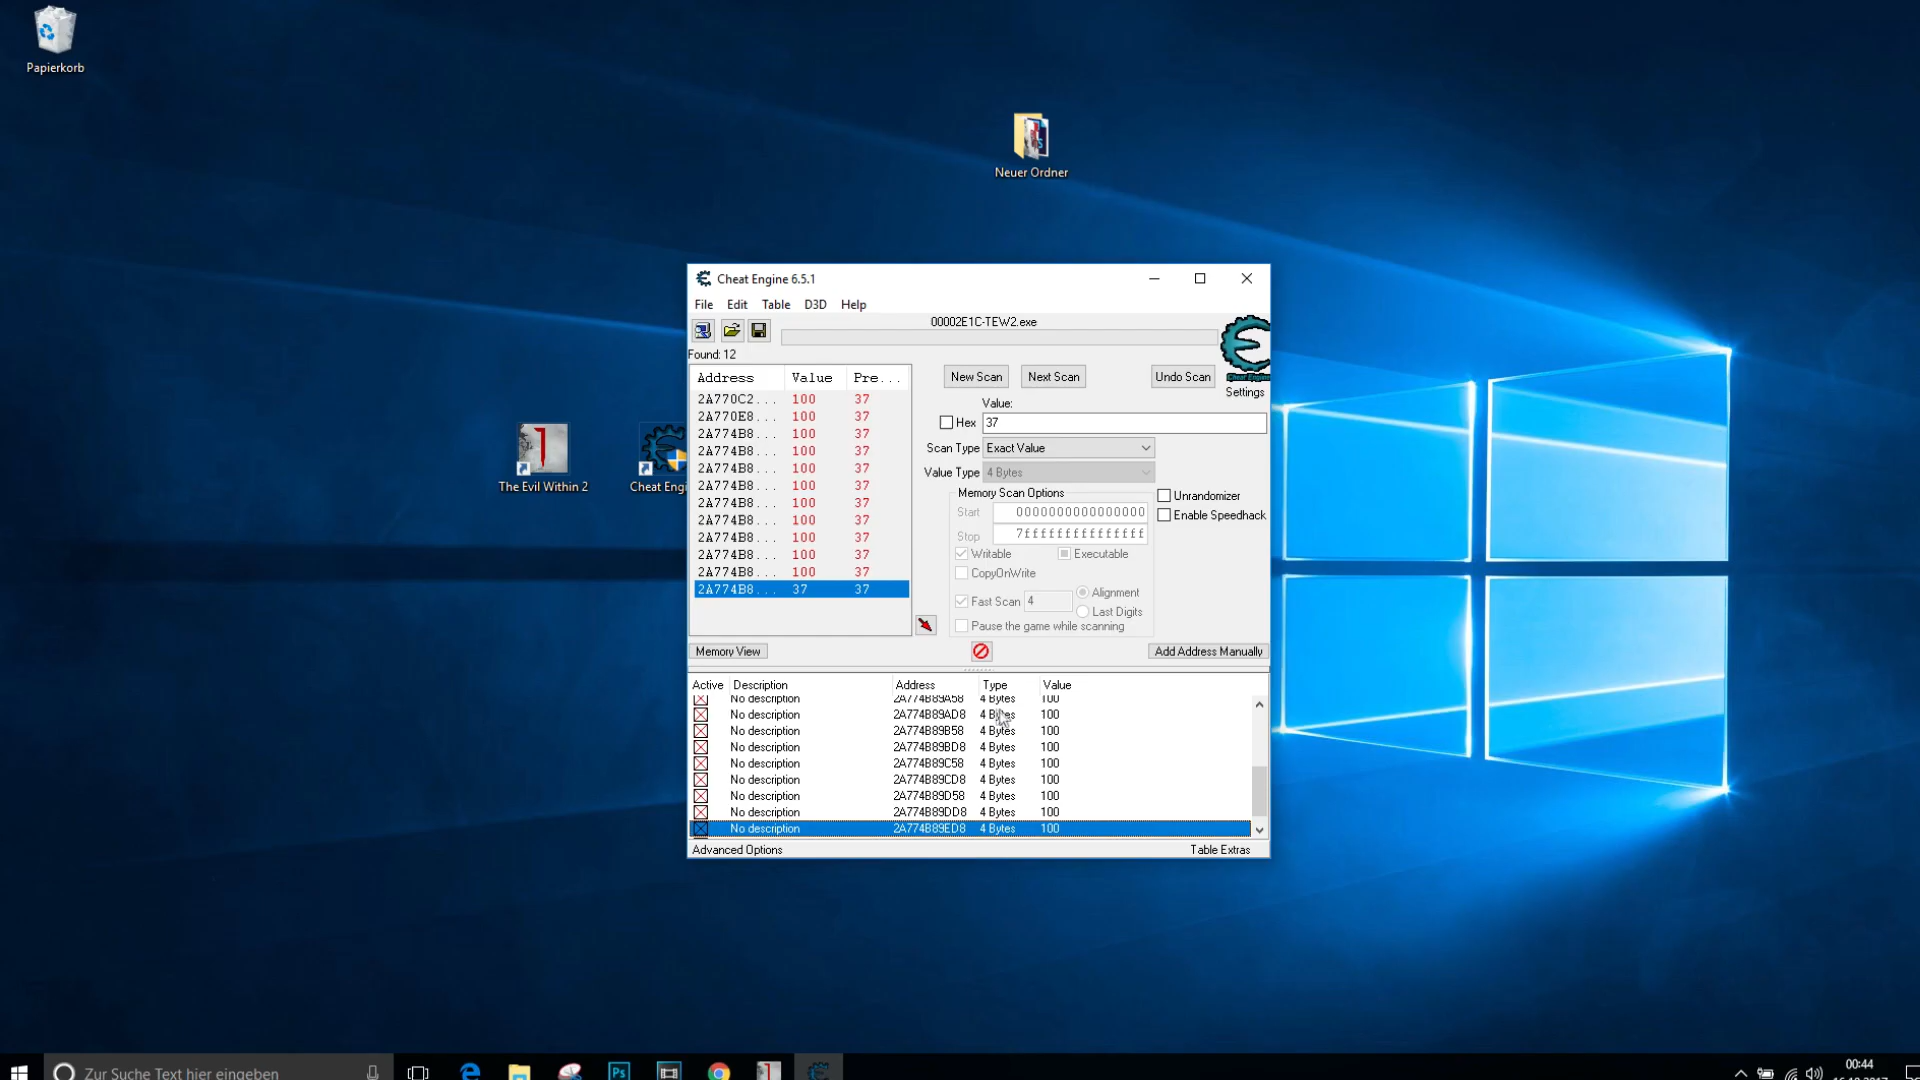 Papierkorb
Neuer Ordner
The Evil Within 2
Cheat Engi
Cheat Engine 6.5.1
File Edit Table D3D Help
00002E1C-TEW2.exe
Found: 12
Settings
Address Value Pre...
2A770C2... 100 37
2A770E8... 100 37
2A774B8... 100 37
2A774B8... 100 37
2A774B8... 100 37
2A774B8... 100 37
2A774B8... 100 37
2A774B8... 100 37
2A774B8... 100 37
2A774B8... 100 37
2A774B8... 100 37
2A774B8... 37 37
New Scan Next Scan Undo Scan
Value:
Hex 37
Scan Type Exact Value
Value Type 4 Bytes
Memory Scan Options
Start 0000000000000000
Stop 7fffffffffffffff
Writable Executable
CopyOnWrite
Fast Scan 4 Alignment
Last Digits
Pause the game while scanning
Unrandomizer
Enable Speedhack
Memory View Add Address Manually
Active Description Address Type Value
No description 2A774B89A58 4 Bytes 100
No description 2A774B89AD8 4 Bytes 100
No description 2A774B89B58 4 Bytes 100
No description 2A774B89BD8 4 Bytes 100
No description 2A774B89C58 4 Bytes 100
No description 2A774B89CD8 4 Bytes 100
No description 2A774B89D58 4 Bytes 100
No description 2A774B89DD8 4 Bytes 100
No description 2A774B89ED8 4 Bytes 100
Advanced Options Table Extras
Zur Suche Text hier eingeben
Ps
00:44